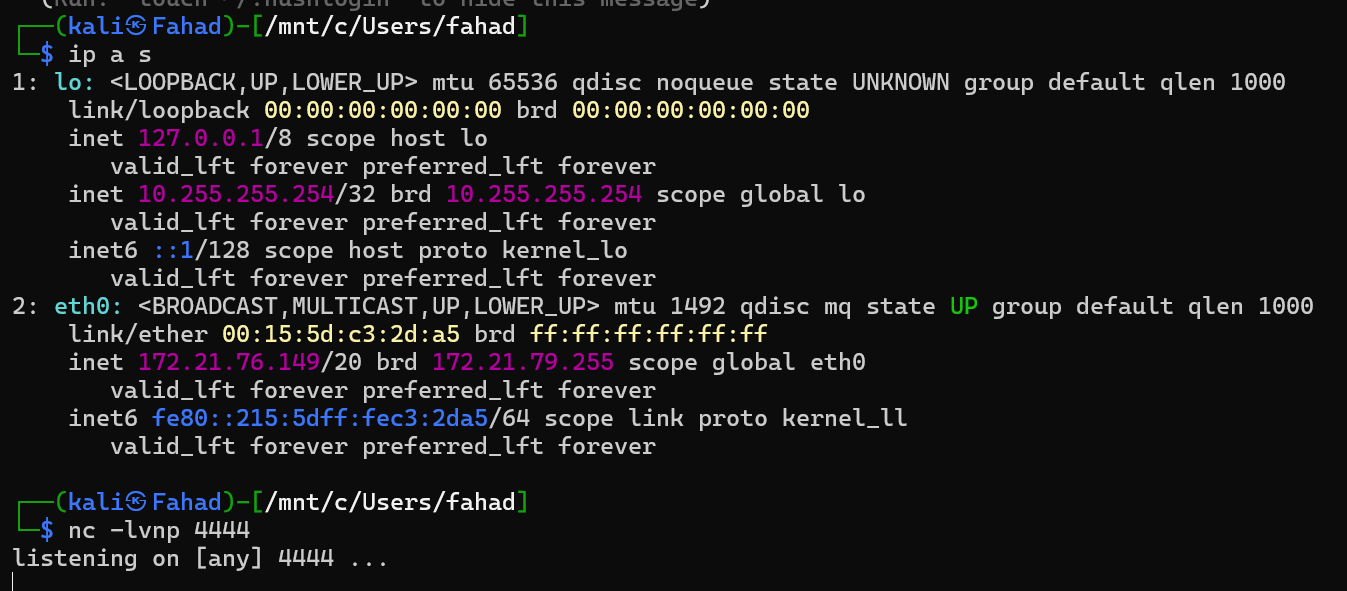 (Run: "touch ~/.hushlogin" to hide this message)
┌──(kali㉿Fahad)-[/mnt/c/Users/fahad]
└─$ ip a s
1: lo: <LOOPBACK,UP,LOWER_UP> mtu 65536 qdisc noqueue state UNKNOWN group default qlen 1000
    link/loopback 00:00:00:00:00:00 brd 00:00:00:00:00:00
    inet 127.0.0.1/8 scope host lo
       valid_lft forever preferred_lft forever
    inet 10.255.255.254/32 brd 10.255.255.254 scope global lo
       valid_lft forever preferred_lft forever
    inet6 ::1/128 scope host proto kernel_lo
       valid_lft forever preferred_lft forever
2: eth0: <BROADCAST,MULTICAST,UP,LOWER_UP> mtu 1492 qdisc mq state UP group default qlen 1000
    link/ether 00:15:5d:c3:2d:a5 brd ff:ff:ff:ff:ff:ff
    inet 172.21.76.149/20 brd 172.21.79.255 scope global eth0
       valid_lft forever preferred_lft forever
    inet6 fe80::215:5dff:fec3:2da5/64 scope link proto kernel_ll
       valid_lft forever preferred_lft forever
┌──(kali㉿Fahad)-[/mnt/c/Users/fahad]
└─$ nc -lvnp 4444
listening on [any] 4444 ...